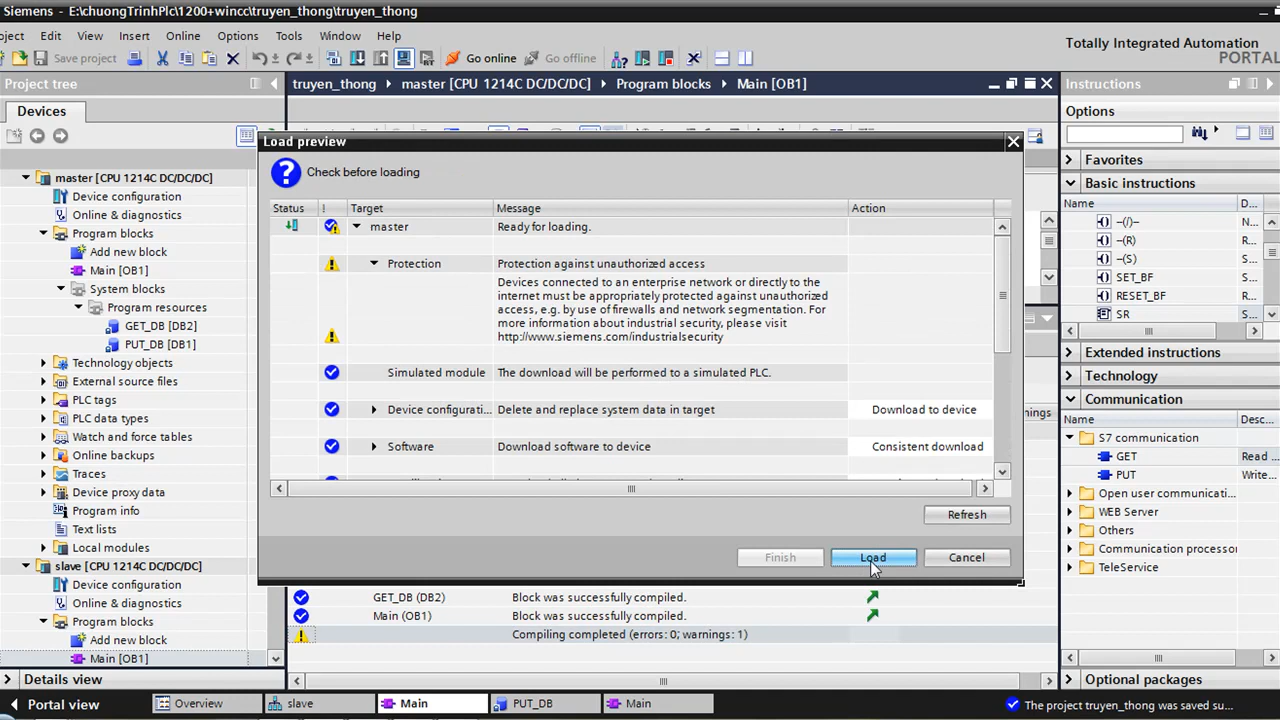 Siemens - E:\chuongTrinhPlc\1200+wincc\truyen_thong\truyen_thong
oject Edit View Insert Online Options Tools Window Help
Save project Go online Go offline
Totally Integrated Automation
PORTAL
Project tree
truyen_thong master [CPU 1214C DC/DC/DC] Program blocks Main [OB1]
Instructions
Devices
Options
master [CPU 1214C DC/DC/DC]
Device configuration
Online & diagnostics
Program blocks
Add new block
Main [OB1]
System blocks
Program resources
GET_DB [DB2]
PUT_DB [DB1]
Technology objects
External source files
PLC tags
PLC data types
Watch and force tables
Online backups
Traces
Device proxy data
Program info
Text lists
Local modules
slave [CPU 1214C DC/DC/DC]
Device configuration
Online & diagnostics
Program blocks
Add new block
Main [OB1]
Details view
Load preview
Check before loading
Status ! Target Message Action
master Ready for loading.
Protection Protection against unauthorized access
Devices connected to an enterprise network or directly to the
internet must be appropriately protected against unauthorized
access, e.g. by use of firewalls and network segmentation. For
more information about industrial security, please visit
http://www.siemens.com/industrialsecurity
Simulated module The download will be performed to a simulated PLC.
Device configurati... Delete and replace system data in target Download to device
Software Download software to device Consistent download
Refresh
Finish Load Cancel
nings
GET_DB (DB2) Block was successfully compiled.
Main (OB1) Block was successfully compiled.
Compiling completed (errors: 0; warnings: 1)
Favorites
Basic instructions
Name D...
-(/)- N...
-(R) R...
-(S) S...
SET_BF S...
RESET_BF R...
SR S...
Extended instructions
Technology
Communication
Name Desc...
S7 communication
GET Read
PUT Write...
Open user communicati...
WEB Server
Others
Communication processor
TeleService
Optional packages
Portal view Overview slave Main PUT_DB Main The project truyen_thong was saved su...